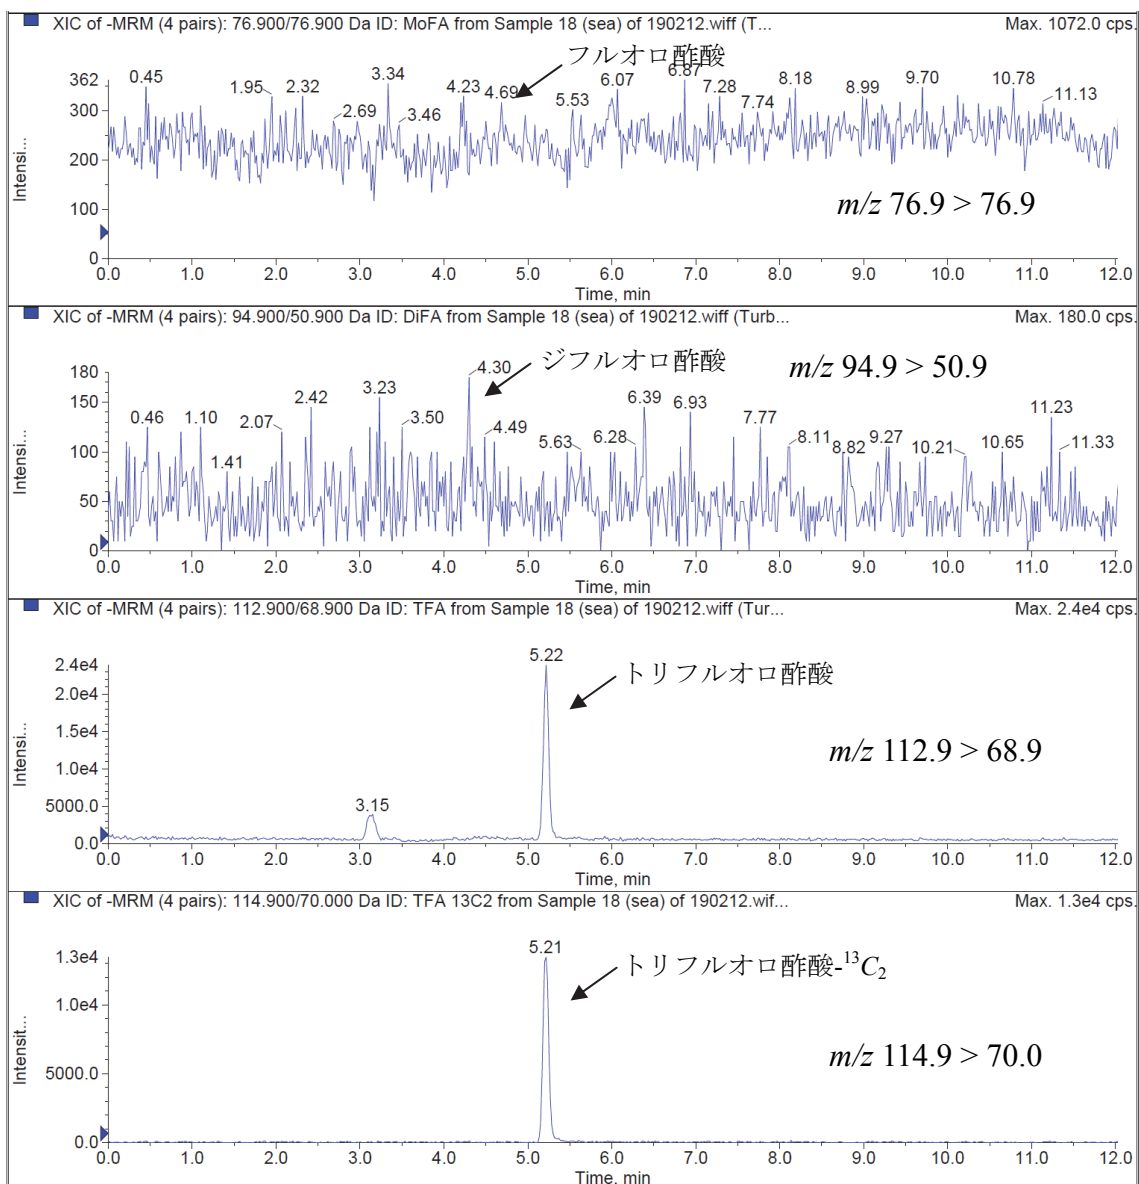 XIC of -MRM (4 pairs): 76.900/76.900 Da ID: MoFA from Sample 18 (sea) of 190212.wiff (T... Max. 1072.0 cps.
フルオロ酢酸
0.45 1.95 2.32 2.69 3.34 3.46 4.23 4.69 5.53 6.07 6.87 7.28 7.74 8.18 8.99 9.70 10.78 11.13
362
300
200
100
0
Intensi...
m/z 76.9 > 76.9
0.0 1.0 2.0 3.0 4.0 5.0 6.0 7.0 8.0 9.0 10.0 11.0 12.0
Time, min
XIC of -MRM (4 pairs): 94.900/50.900 Da ID: DiFA from Sample 18 (sea) of 190212.wiff (Turb... Max. 180.0 cps.
ジフルオロ酢酸
m/z 94.9 > 50.9
0.46 1.10 1.41 2.07 2.42 3.23 3.50 4.30 4.49 5.63 6.28 6.39 6.93 7.77 8.11 8.82 9.27 10.21 10.65 11.23 11.33
180
150
100
50
0
Intensi...
0.0 1.0 2.0 3.0 4.0 5.0 6.0 7.0 8.0 9.0 10.0 11.0 12.0
Time, min
XIC of -MRM (4 pairs): 112.900/68.900 Da ID: TFA from Sample 18 (sea) of 190212.wiff (Tur... Max. 2.4e4 cps.
3.15 5.22
トリフルオロ酢酸
m/z 112.9 > 68.9
2.4e4
2.0e4
1.5e4
1.0e4
5000.0
0.0
Intensi...
0.0 1.0 2.0 3.0 4.0 5.0 6.0 7.0 8.0 9.0 10.0 11.0 12.0
Time, min
XIC of -MRM (4 pairs): 114.900/70.000 Da ID: TFA 13C2 from Sample 18 (sea) of 190212.wif... Max. 1.3e4 cps.
5.21
トリフルオロ酢酸-¹³C₂
m/z 114.9 > 70.0
1.3e4
1.0e4
5000.0
0.0
Intensit...
0.0 1.0 2.0 3.0 4.0 5.0 6.0 7.0 8.0 9.0 10.0 11.0 12.0
Time, min